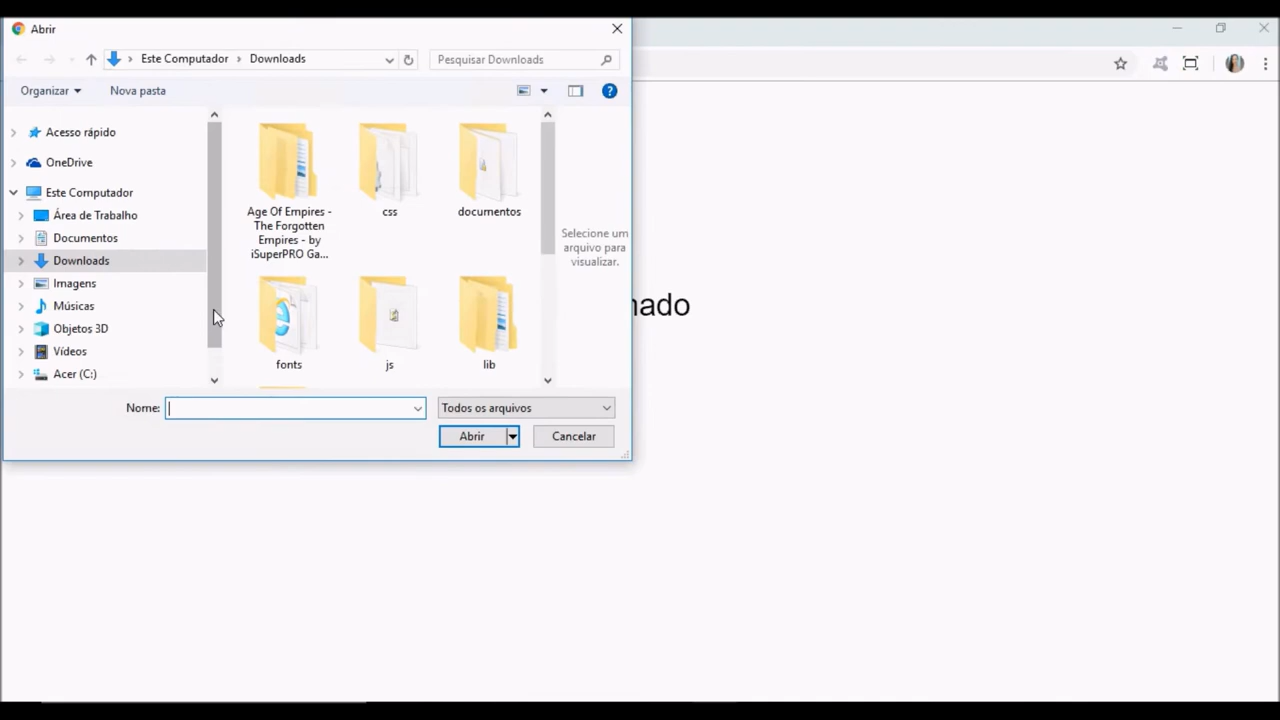 Abrir
Este Computador
Downloads
Pesquisar Downloads
Organizar
Nova pasta
Acesso rápido
OneDrive
Este Computador
Área de Trabalho
Documentos
Downloads
Imagens
Músicas
Objetos 3D
Vídeos
Acer (C:)
Age Of Empires -
The Forgotten
Empires - by
iSuperPRO Ga...
css
documentos
fonts
js
lib
Selecione um
arquivo para
visualizar.
Nome:
Todos os arquivos
Abrir
Cancelar